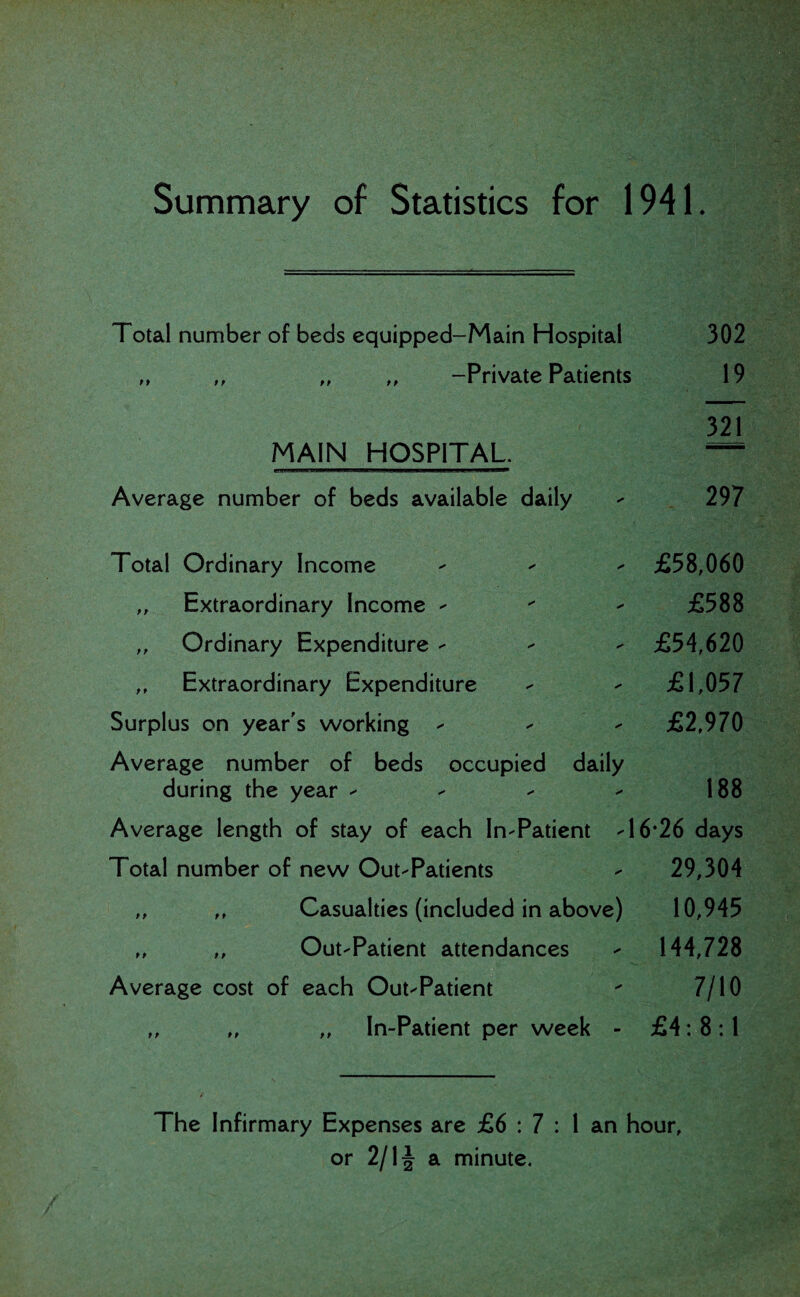 Summary of Statistics for 1941.
Total number of beds equipped–Main Hospital 302
„ „ „ „ –Private Patients 19
321
MAIN HOSPITAL.
Average number of beds available daily - 297
Total Ordinary Income - - - £58,060
„ Extraordinary Income - - - £588
„ Ordinary Expenditure - - - £54,620
„ Extraordinary Expenditure - - £1,057
Surplus on year's working - - - £2,970
Average number of beds occupied daily
during the year - - - - 188
Average length of stay of each In-Patient -16·26 days
Total number of new Out-Patients - 29,304
„ „ Casualties (included in above) 10,945
„ „ Out-Patient attendances - 144,728
Average cost of each Out-Patient - 7/10
„ „ „ In-Patient per week - £4 : 8 : 1
The Infirmary Expenses are £6 : 7 : 1 an hour,
or 2/1½ a minute.